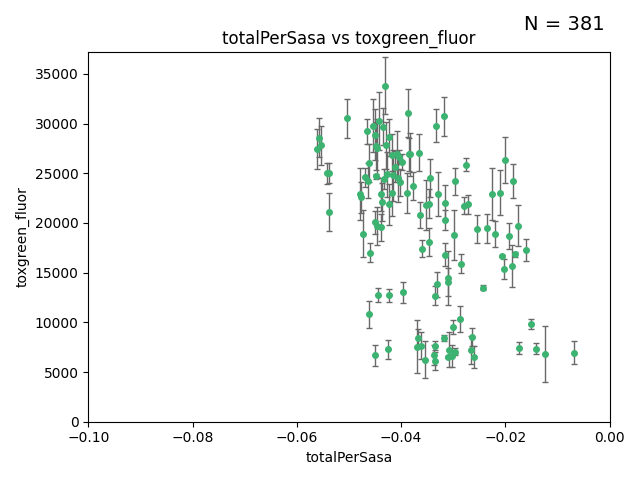 N = 381
totalPerSasa vs toxgreen_fluor
35000
30000
25000
20000
15000
10000
5000
0
toxgreen_fluor
−0.10 −0.08 −0.06 −0.04 −0.02 0.00
totalPerSasa